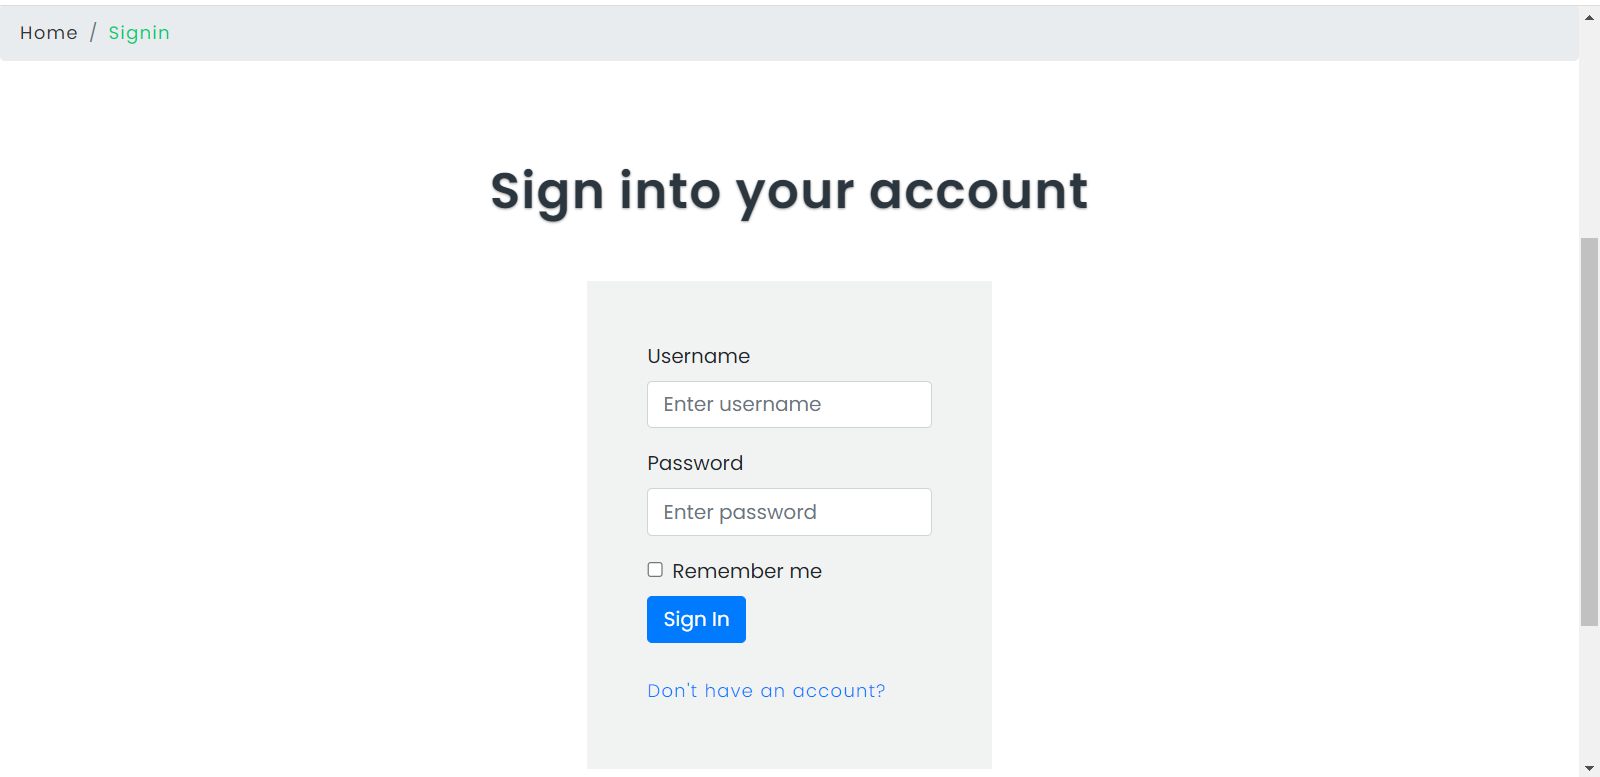 Home / Signin
Sign into your account
Username
Enter username
Password
Enter password
Remember me
Sign In
Don't have an account?